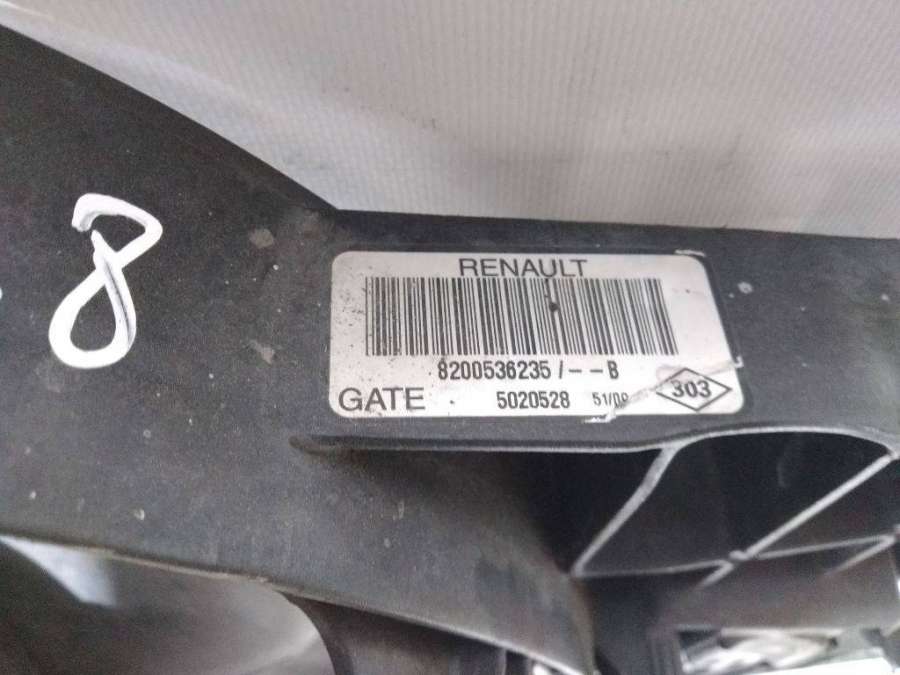 8
RENAULT
8200536235 / - - B
GATE 5020528 51/09 303